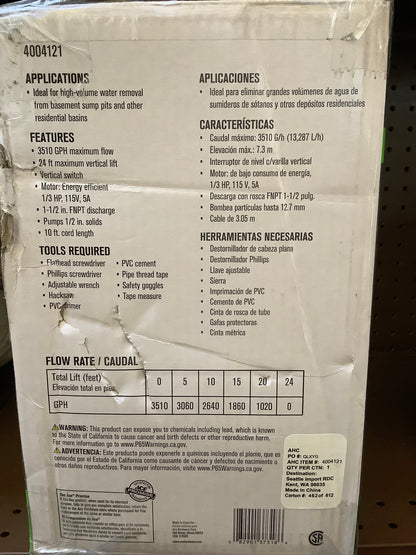 4004121
APPLICATIONS
• Ideal for high-volume water removal
from basement sump pits and other
residential basins
FEATURES
• 3510 GPH maximum flow
• 24 ft maximum vertical lift
• Vertical switch
• Motor: Energy efficient
1/3 HP, 115V, 5A
• 1-1/2 in. FNPT discharge
• Pumps 1/2 in. solids
• 10 ft. cord length
TOOLS REQUIRED
• Flathead screwdriver
• Phillips screwdriver
• Adjustable wrench
• Hacksaw
• PVC primer
• PVC cement
• Pipe thread tape
• Safety goggles
• Tape measure
APLICACIONES
• Ideal para eliminar grandes volúmenes de agua de
sumideros de sótanos y otros depósitos residenciales
CARACTERÍSTICAS
• Caudal máximo: 3510 G/h (13,287 L/h)
• Elevación máx.: 7.3 m
• Interruptor de nivel c/varilla vertical
• Motor: de bajo consumo de energía,
1/3 HP, 115 V, 5A
• Descarga con rosca FNPT 1-1/2 pulg.
• Bombea partículas hasta 12.7 mm
• Cable de 3.05 m
HERRAMIENTAS NECESARIAS
• Destornillador de cabeza plana
• Destornillador Phillips
• Llave ajustable
• Sierra
• Imprimación de PVC
• Cemento de PVC
• Cinta de rosca de tubo
• Gafas protectoras
• Cinta métrica
FLOW RATE / CAUDAL
Total Lift (feet) 0 5 10 15 20 24
Elevación total en pies
GPH 3510 3060 2640 1860 1020 0
WARNING: This product can expose you to chemicals including lead, which is known
to the State of California to cause cancer and birth defects or other reproductive harm.
For more information go to www.P65Warnings.ca.gov.
ADVERTENCIA: Este producto puede exponerle a químicos incluyendo el plomo, que es
conocido por el Estado de California como causante de cáncer y defectos de nacimiento u
otros daños reproductivos. Para mayor información visite www.P65Warnings.ca.gov.
AHC
PO #: QLXYG
AHC ITEM #: 4004121
QTY PER CTN: 1
Destination:
Seattle Import RDC
Kent, WA 98035
Made in China
Carton #: 462 of 812
The Ace Promise